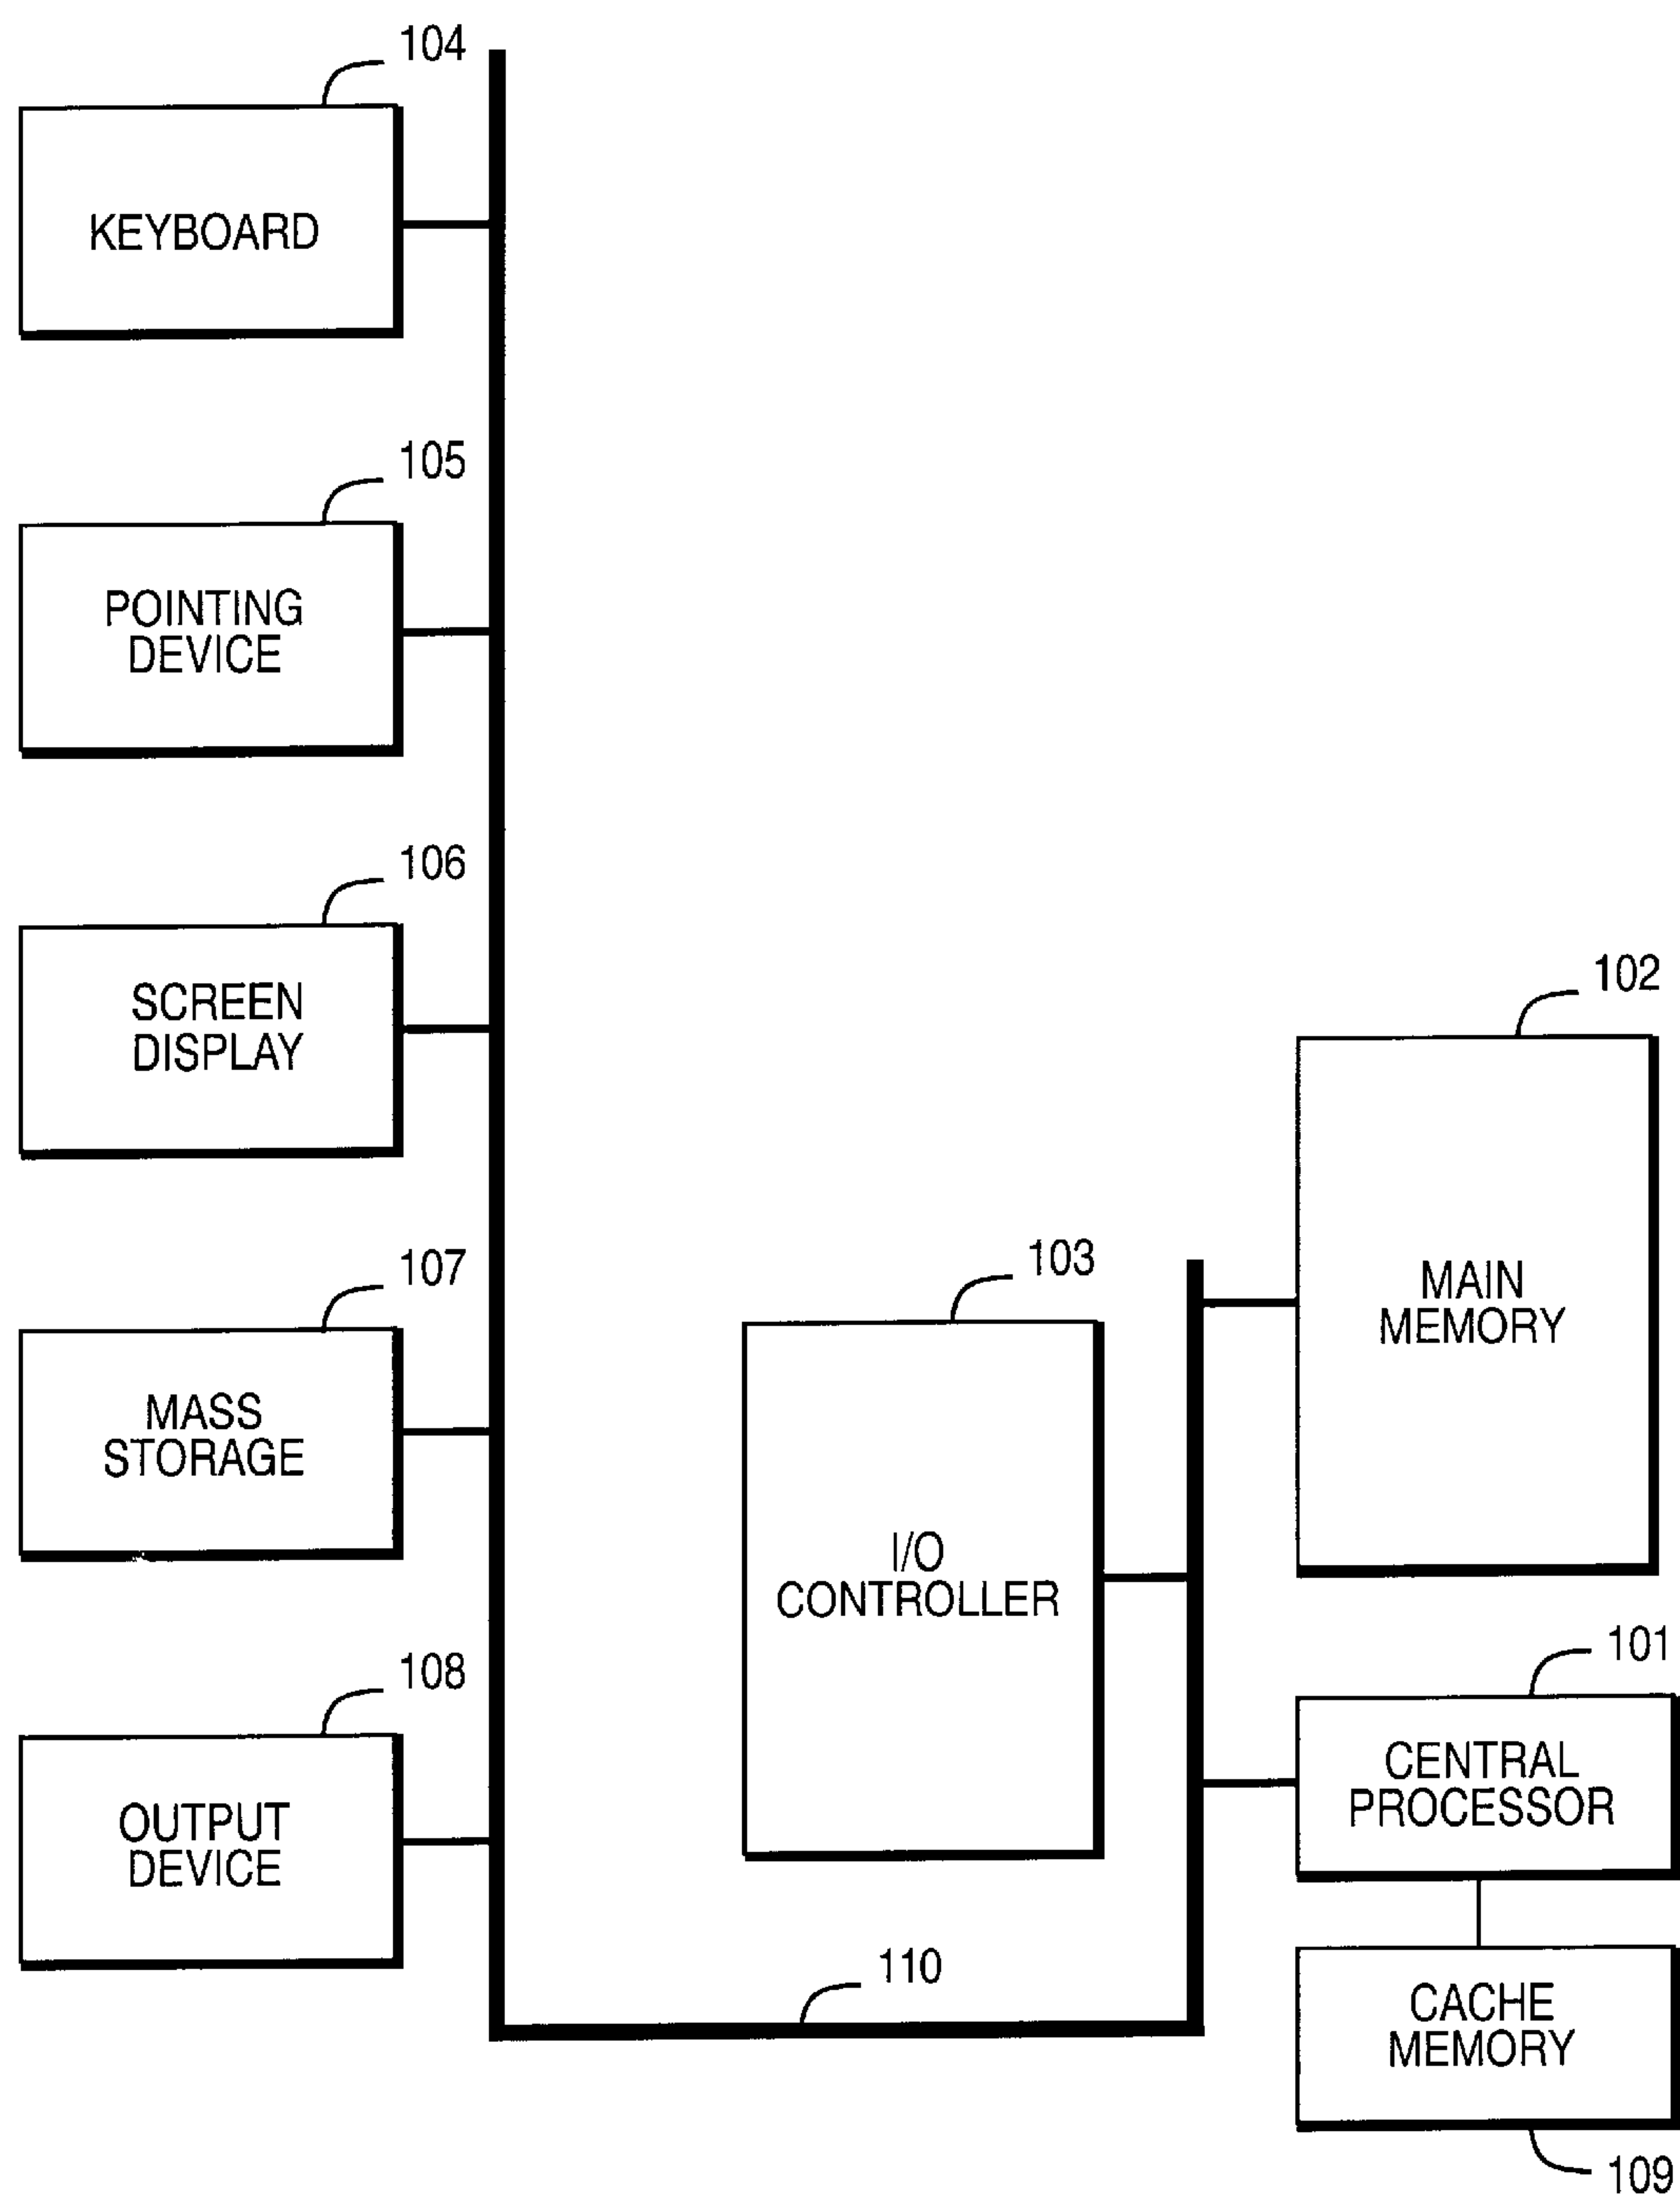 104
KEYBOARD
105
POINTING
DEVICE
106
SCREEN
DISPLAY
107
MASS
STORAGE
108
OUTPUT
DEVICE
102
MAIN
MEMORY
103
I/O
CONTROLLER
101
CENTRAL
PROCESSOR
110
CACHE
MEMORY
109